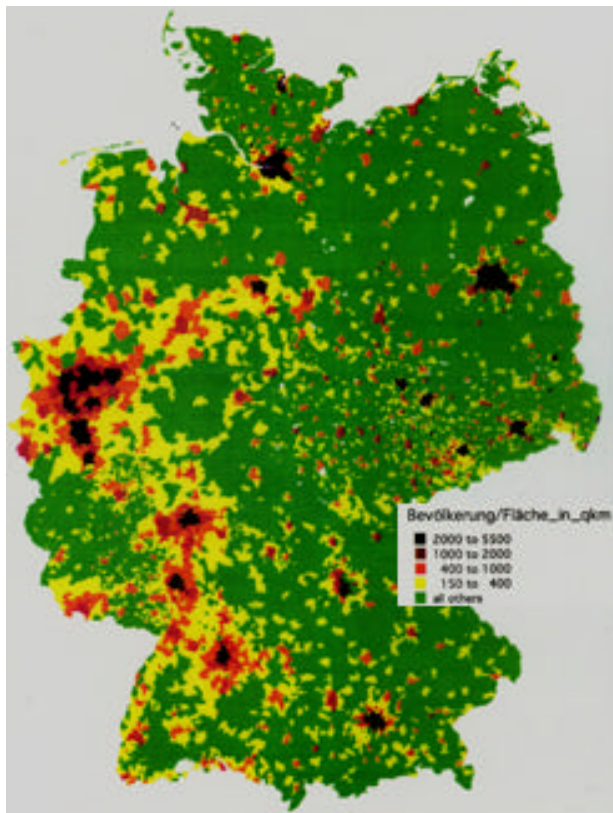 Bevölkerung/Fläche_in_qkm
2000 to 5500
1000 to 2000
400 to 1000
150 to 400
all others